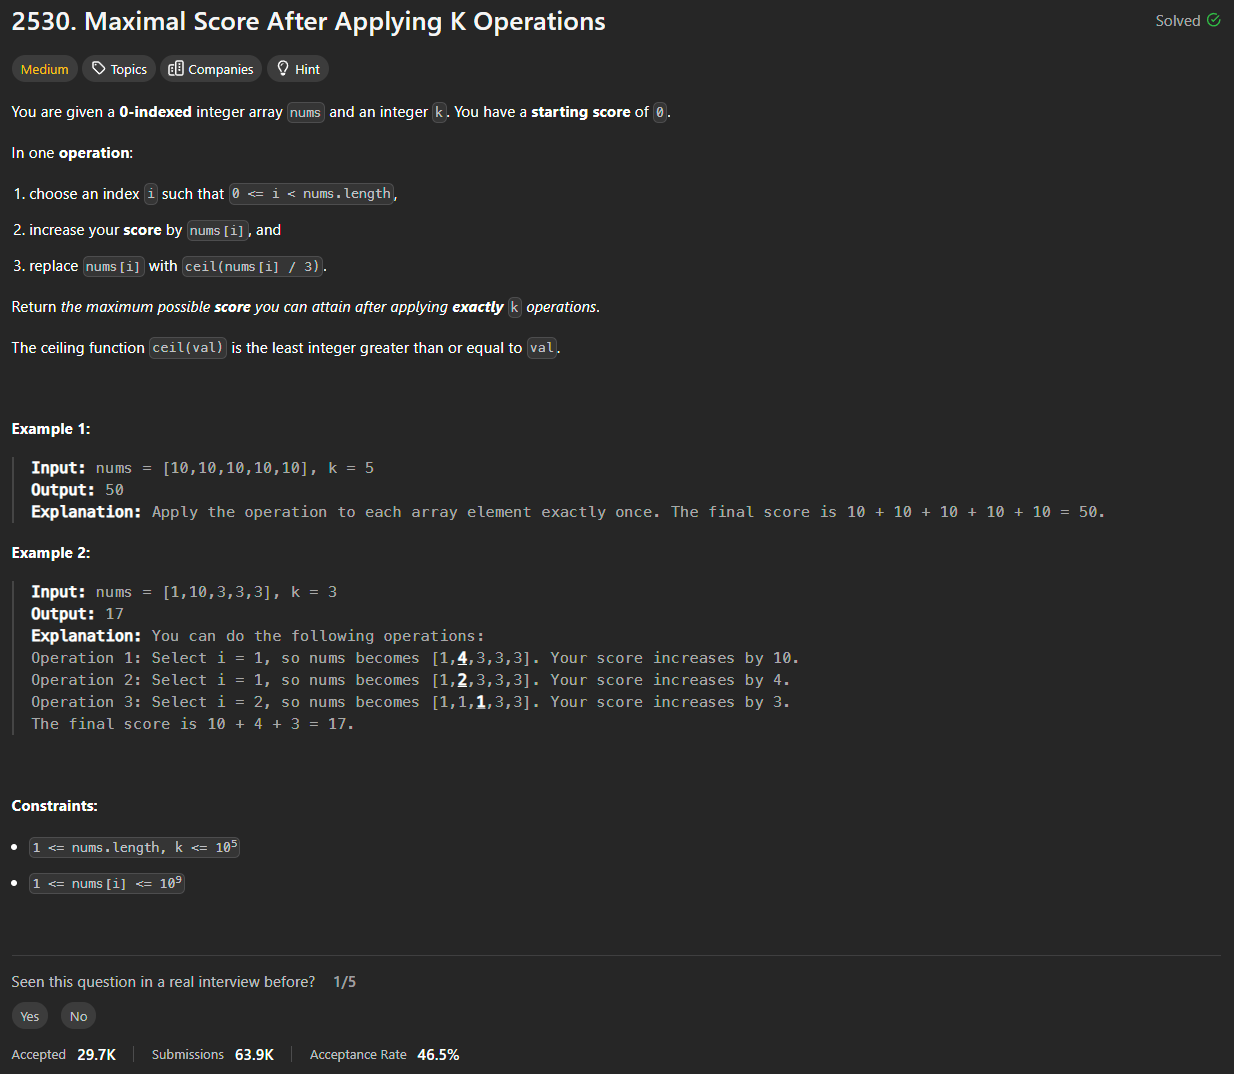 2530. Maximal Score After Applying K Operations
Solved
Medium Topics Companies Hint
You are given a 0-indexed integer array nums and an integer k. You have a starting score of 0.
In one operation:
1. choose an index i such that 0 <= i < nums.length,
2. increase your score by nums[i], and
3. replace nums[i] with ceil(nums[i] / 3).
Return the maximum possible score you can attain after applying exactly k operations.
The ceiling function ceil(val) is the least integer greater than or equal to val.
Example 1:
Input: nums = [10,10,10,10,10], k = 5
Output: 50
Explanation: Apply the operation to each array element exactly once. The final score is 10 + 10 + 10 + 10 + 10 = 50.
Example 2:
Input: nums = [1,10,3,3,3], k = 3
Output: 17
Explanation: You can do the following operations:
Operation 1: Select i = 1, so nums becomes [1,4,3,3,3]. Your score increases by 10.
Operation 2: Select i = 1, so nums becomes [1,2,3,3,3]. Your score increases by 4.
Operation 3: Select i = 2, so nums becomes [1,1,1,3,3]. Your score increases by 3.
The final score is 10 + 4 + 3 = 17.
Constraints:
1 <= nums.length, k <= 10⁵
1 <= nums[i] <= 10⁹
Seen this question in a real interview before? 1/5
Yes No
Accepted 29.7K Submissions 63.9K Acceptance Rate 46.5%